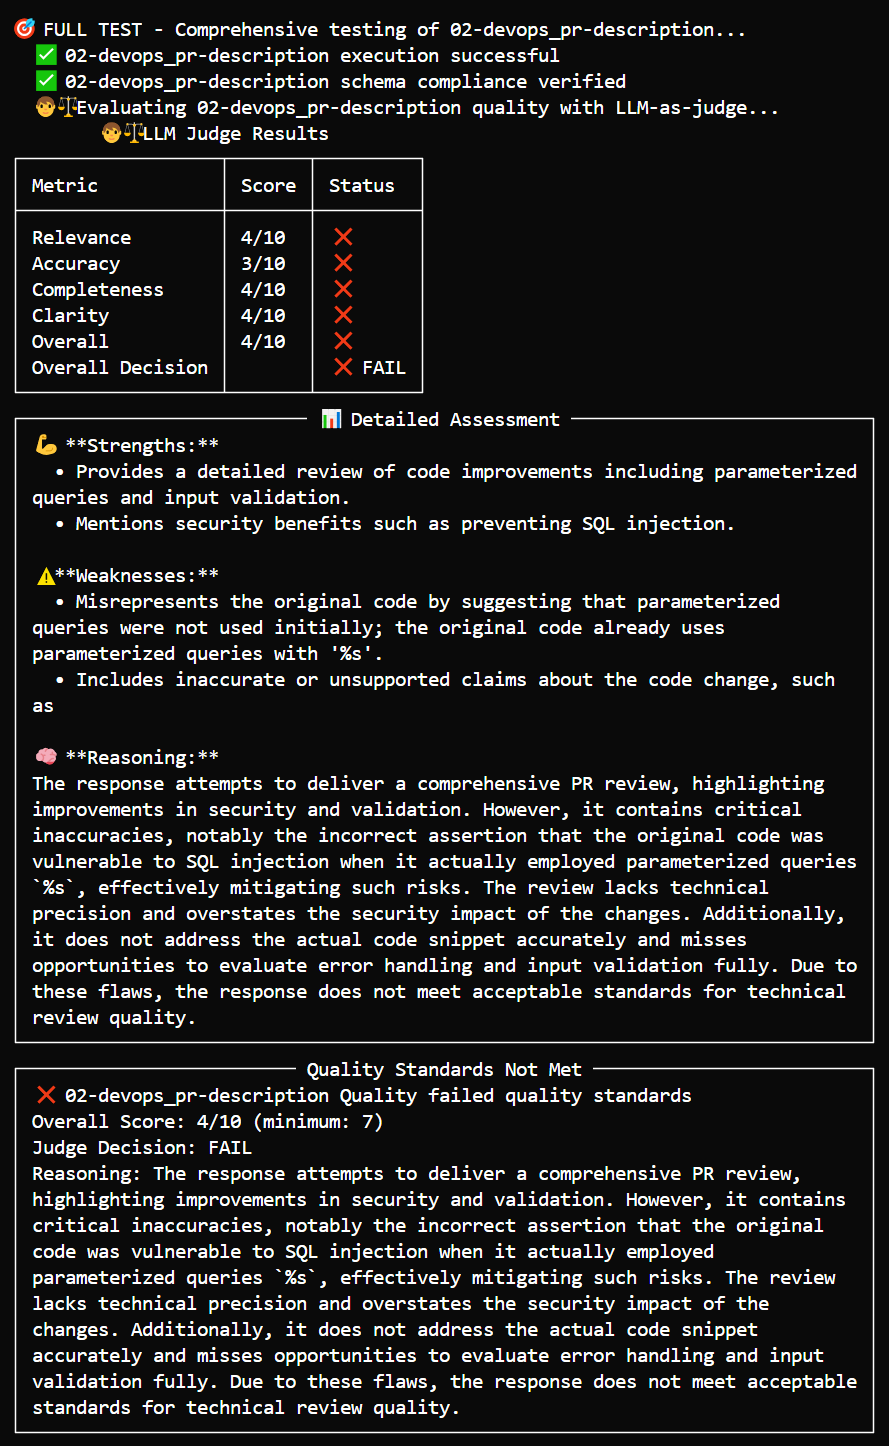 🎯 FULL TEST - Comprehensive testing of 02-devops_pr-description...
✅ 02-devops_pr-description execution successful
✅ 02-devops_pr-description schema compliance verified
🧑‍⚖️Evaluating 02-devops_pr-description quality with LLM-as-judge...
🧑‍⚖️LLM Judge Results
Metric Score Status
Relevance 4/10 ❌
Accuracy 3/10 ❌
Completeness 4/10 ❌
Clarity 4/10 ❌
Overall 4/10 ❌
Overall Decision ❌ FAIL
📊 Detailed Assessment
💪 **Strengths:**
• Provides a detailed review of code improvements including parameterized
queries and input validation.
• Mentions security benefits such as preventing SQL injection.
⚠️**Weaknesses:**
• Misrepresents the original code by suggesting that parameterized
queries were not used initially; the original code already uses
parameterized queries with '%s'.
• Includes inaccurate or unsupported claims about the code change, such
as
🧠 **Reasoning:**
The response attempts to deliver a comprehensive PR review, highlighting
improvements in security and validation. However, it contains critical
inaccuracies, notably the incorrect assertion that the original code was
vulnerable to SQL injection when it actually employed parameterized queries
`%s`, effectively mitigating such risks. The review lacks technical
precision and overstates the security impact of the changes. Additionally,
it does not address the actual code snippet accurately and misses
opportunities to evaluate error handling and input validation fully. Due to
these flaws, the response does not meet acceptable standards for technical
review quality.
Quality Standards Not Met
❌ 02-devops_pr-description Quality failed quality standards
Overall Score: 4/10 (minimum: 7)
Judge Decision: FAIL
Reasoning: The response attempts to deliver a comprehensive PR review,
highlighting improvements in security and validation. However, it contains
critical inaccuracies, notably the incorrect assertion that the original
code was vulnerable to SQL injection when it actually employed
parameterized queries `%s`, effectively mitigating such risks. The review
lacks technical precision and overstates the security impact of the
changes. Additionally, it does not address the actual code snippet
accurately and misses opportunities to evaluate error handling and input
validation fully. Due to these flaws, the response does not meet acceptable
standards for technical review quality.